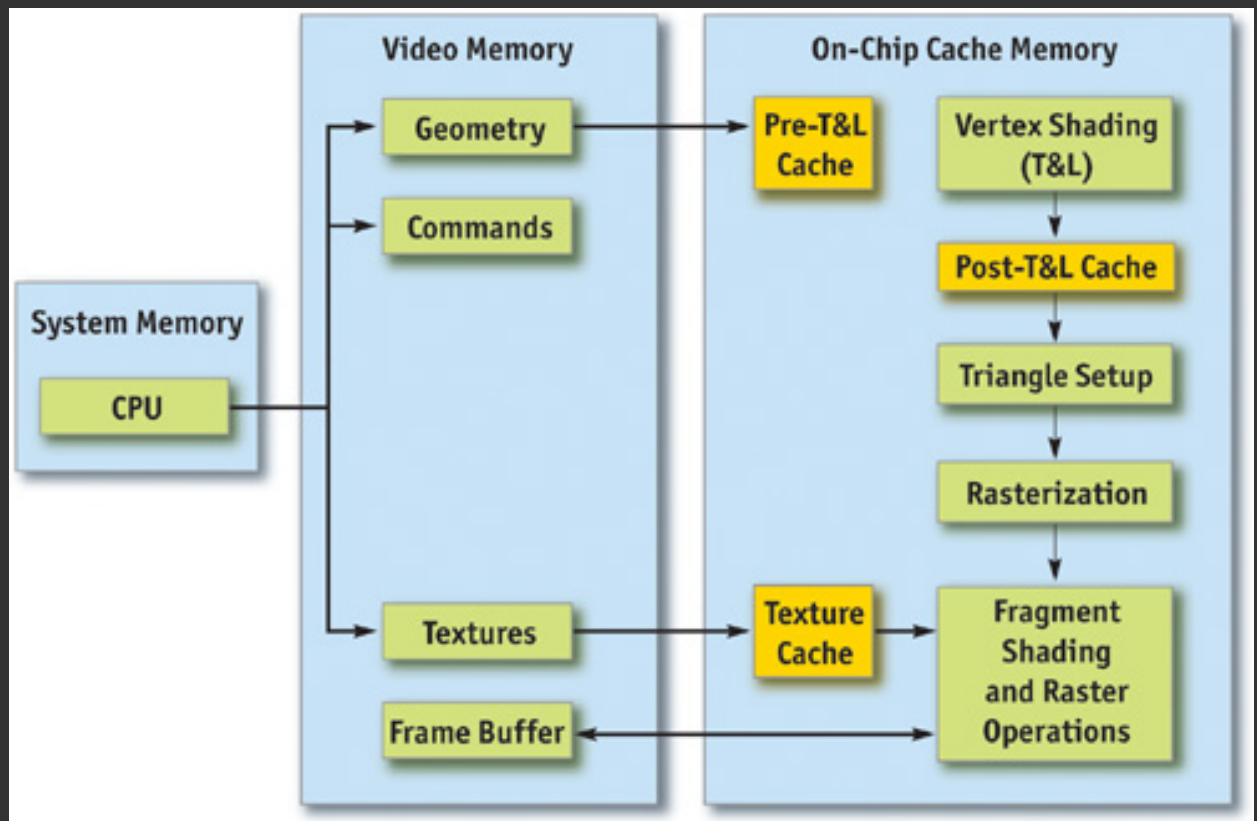 Video Memory
On-Chip Cache Memory
Geometry
Pre-T&L
Cache
Vertex Shading
(T&L)
Commands
Post-T&L Cache
System Memory
CPU
Triangle Setup
Rasterization
Textures
Texture
Cache
Fragment
Shading
and Raster
Operations
Frame Buffer